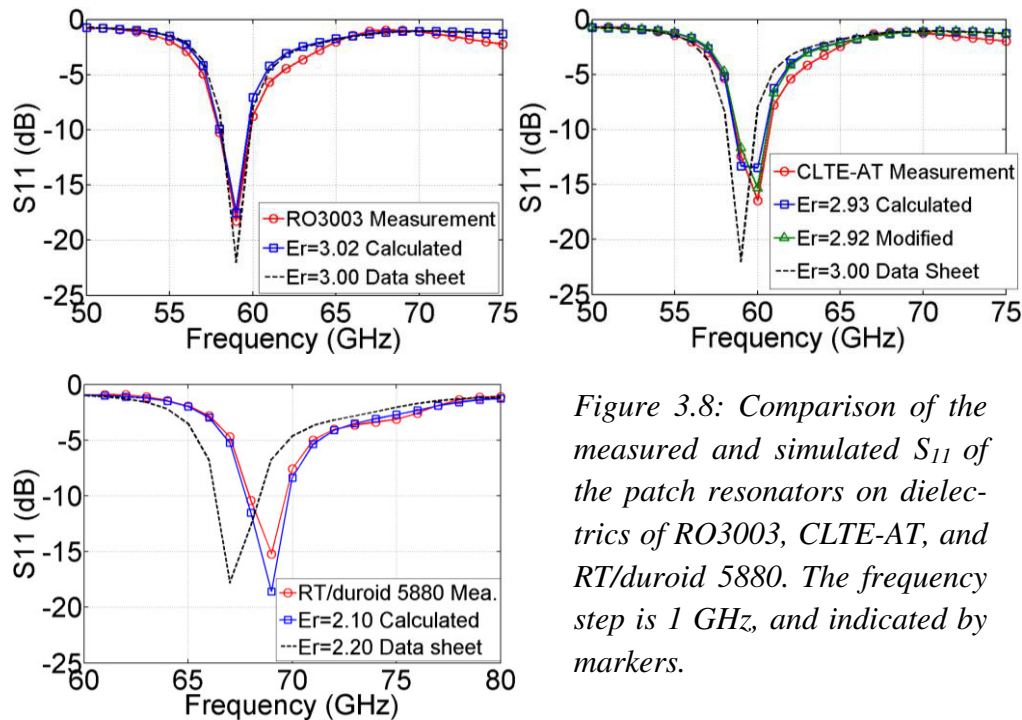 0
-5
-10
-15
-20
-25
S11 (dB)
RO3003 Measurement
Er=3.02 Calculated
Er=3.00 Data sheet
50 55 60 65 70 75
Frequency (GHz)
0
-5
-10
-15
-20
-25
S11 (dB)
CLTE-AT Measurement
Er=2.93 Calculated
Er=2.92 Modified
Er=3.00 Data Sheet
50 55 60 65 70 75
Frequency (GHz)
0
-5
-10
-15
-20
-25
S11 (dB)
RT/duroid 5880 Mea.
Er=2.10 Calculated
Er=2.20 Data sheet
60 65 70 75 80
Frequency (GHz)
Figure 3.8: Comparison of the
measured and simulated S11 of
the patch resonators on dielec-
trics of RO3003, CLTE-AT, and
RT/duroid 5880. The frequency
step is 1 GHz, and indicated by
markers.